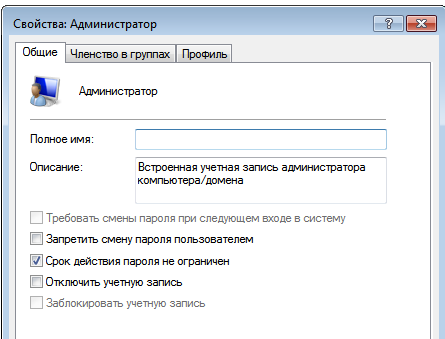 Свойства: Администратор
Общие Членство в группах Профиль
Администратор
Полное имя:
Описание: Встроенная учетная запись администратора
компьютера/домена
Требовать смены пароля при следующем входе в систему
Запретить смену пароля пользователем
Срок действия пароля не ограничен
Отключить учетную запись
Заблокировать учетную запись